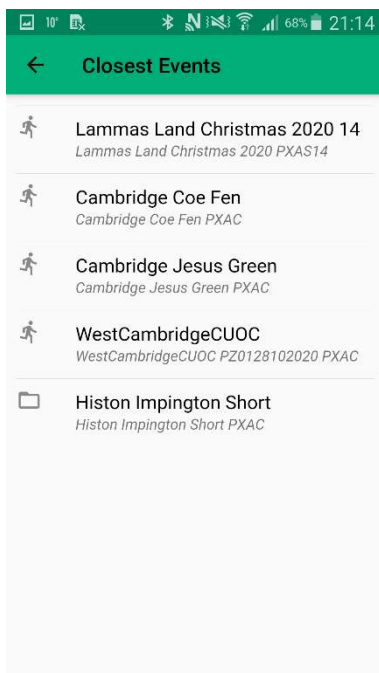 10° 68% 21:14
Closest Events
Lammas Land Christmas 2020 14
Lammas Land Christmas 2020 PXAS14
Cambridge Coe Fen
Cambridge Coe Fen PXAC
Cambridge Jesus Green
Cambridge Jesus Green PXAC
WestCambridgeCUOC
WestCambridgeCUOC PZ0128102020 PXAC
Histon Impington Short
Histon Impington Short PXAC